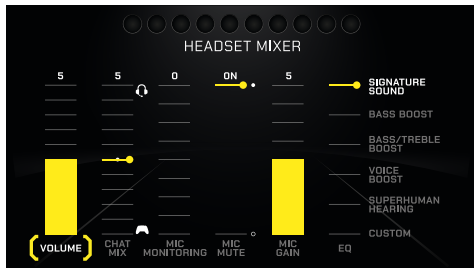 HEADSET MIXER
5 5 0 ON 5
SIGNATURE
SOUND
BASS BOOST
BASS/TREBLE
BOOST
VOICE
BOOST
SUPERHUMAN
HEARING
CUSTOM
VOLUME
CHAT
MIX
MIC
MONITORING
MIC
MUTE
MIC
GAIN
EQ